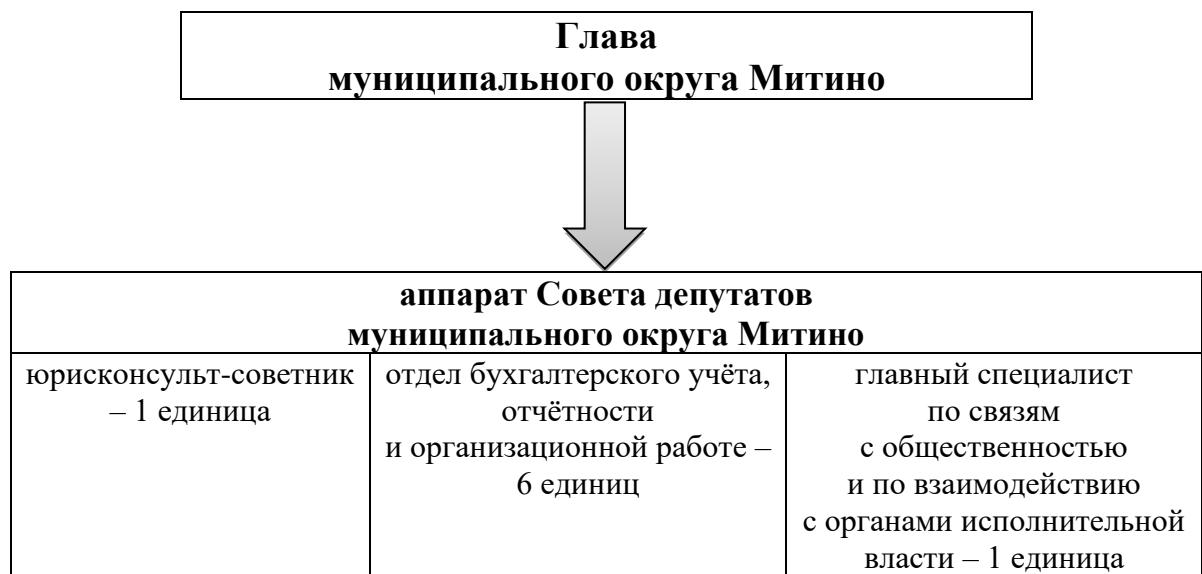 Глава
муниципального округа Митино
аппарат Совета депутатов
муниципального округа Митино
юрисконсульт-советник
– 1 единица
отдел бухгалтерского учёта,
отчётности
и организационной работе –
6 единиц
главный специалист
по связям
с общественностью
и по взаимодействию
с органами исполнительной
власти – 1 единица